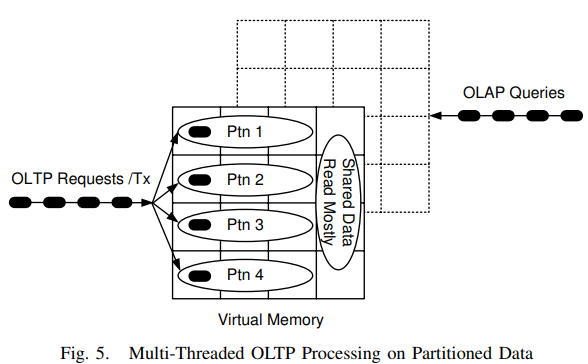 OLAP Queries
OLTP Requests /Tx
Ptn 1
Ptn 2
Ptn 3
Ptn 4
Shared Data
Read Mostly
Virtual Memory
Fig. 5. Multi-Threaded OLTP Processing on Partitioned Data